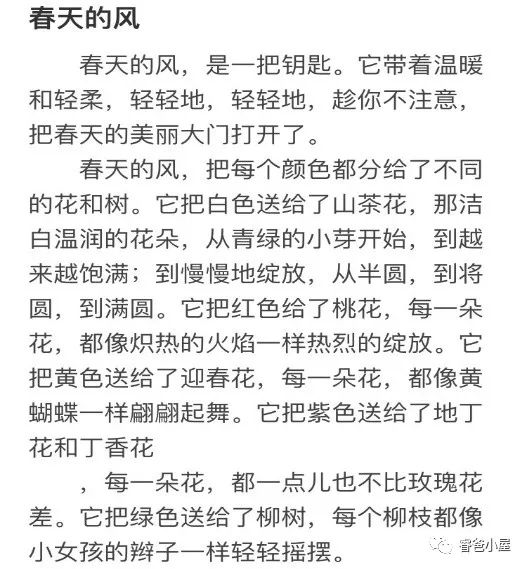 春天的风
春天的风，是一把钥匙。它带着温暖
和轻柔，轻轻地，轻轻地，趁你不注意，
把春天的美丽大门打开了。
春天的风，把每个颜色都分给了不同
的花和树。它把白色送给了山茶花，那洁
白温润的花朵，从青绿的小芽开始，到越
来越饱满；到慢慢地绽放，从半圆，到将
圆，到满圆。它把红色给了桃花，每一朵
花，都像炽热的火焰一样热烈的绽放。它
把黄色送给了迎春花，每一朵花，都像黄
蝴蝶一样翩翩起舞。它把紫色送给了地丁
花和丁香花
，每一朵花，都一点儿也不比玫瑰花
差。它把绿色送给了柳树，每个柳枝都像
小女孩的辫子一样轻轻摇摆。
睿爸小屋